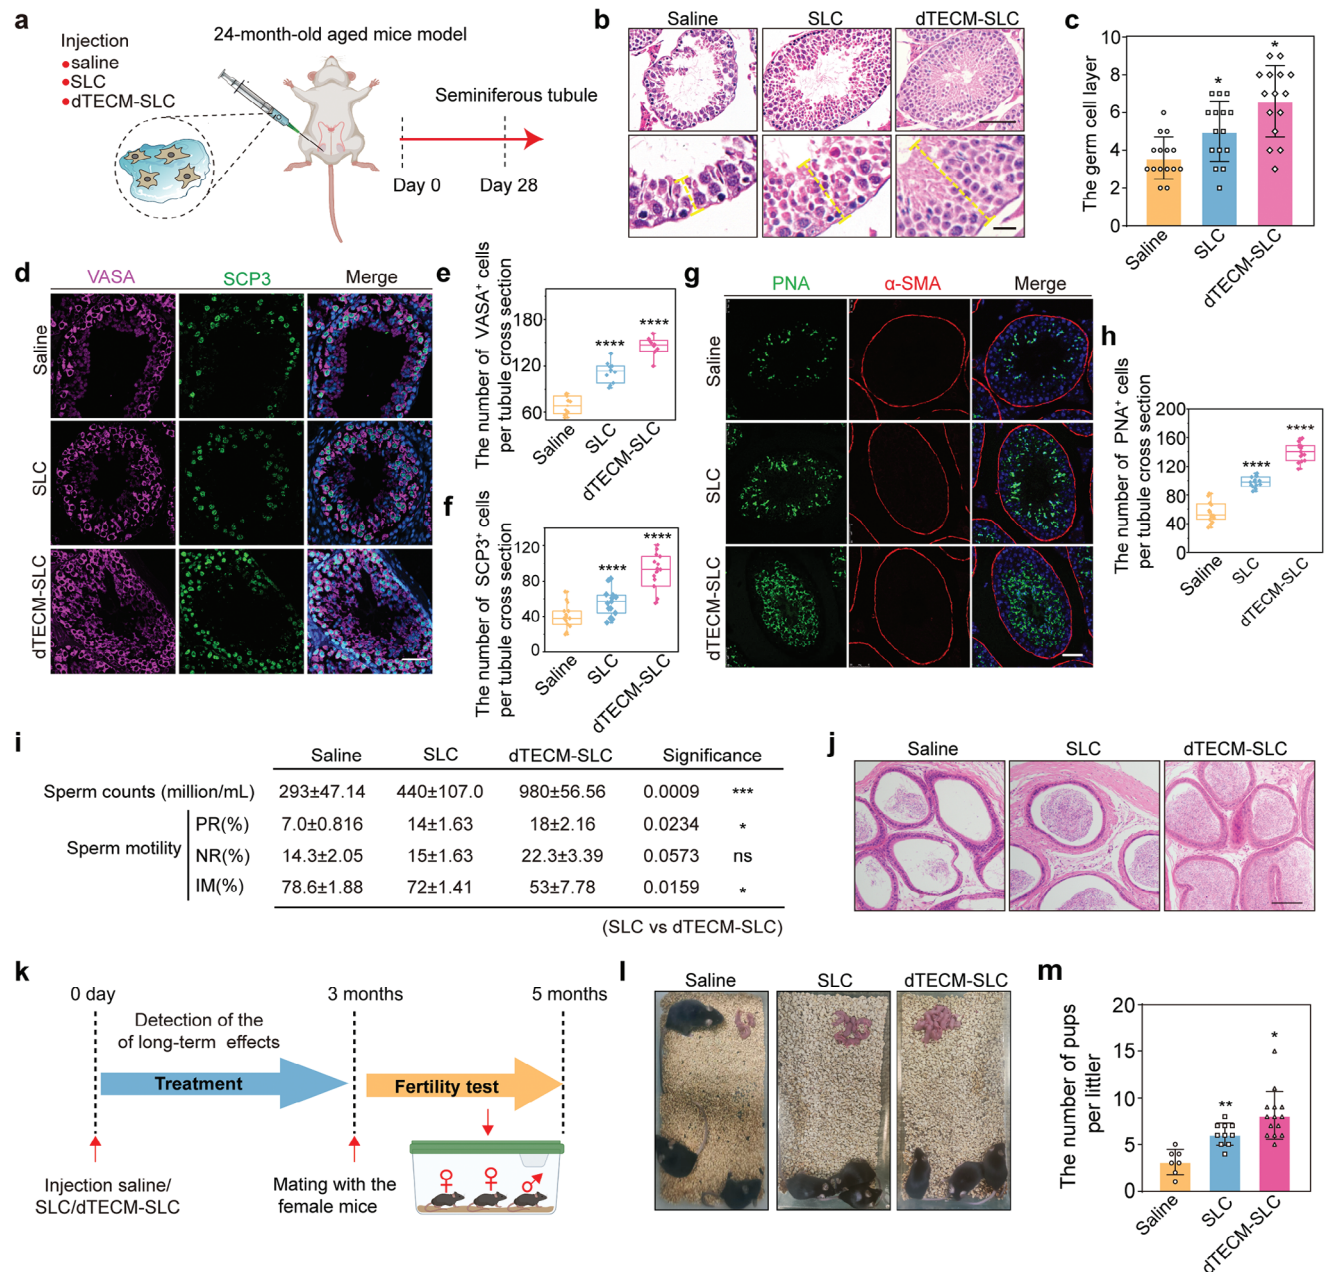 a
Injection
saline
SLC
dTECM-SLC
24-month-old aged mice model
Seminiferous tubule
Day 0
Day 28
b
Saline
SLC
dTECM-SLC
c
The germ cell layer
10
8
6
4
2
0
*
*
Saline
SLC
dTECM-SLC
d
VASA
SCP3
Merge
Saline
SLC
dTECM-SLC
e
The number of VASA+ cells
per tubule cross section
180
120
60
****
****
Saline
SLC
dTECM-SLC
f
The number of SCP3+ cells
per tubule cross section
120
80
40
0
****
****
Saline
SLC
dTECM-SLC
g
PNA
α-SMA
Merge
Saline
SLC
dTECM-SLC
h
The number of PNA+ cells
per tubule cross section
200
160
120
80
40
0
****
****
Saline
SLC
dTECM-SLC
i
Saline SLC dTECM-SLC Significance
Sperm counts (million/mL) 293±47.14 440±107.0 980±56.56 0.0009 ***
Sperm motility
PR(%) 7.0±0.816 14±1.63 18±2.16 0.0234 *
NR(%) 14.3±2.05 15±1.63 22.3±3.39 0.0573 ns
IM(%) 78.6±1.88 72±1.41 53±7.78 0.0159 *
(SLC vs dTECM-SLC)
j
Saline
SLC
dTECM-SLC
k
0 day
3 months
5 months
Detection of the
of long-term effects
Treatment
Fertility test
Injection saline/
SLC/dTECM-SLC
Mating with the
female mice
l
Saline
SLC
dTECM-SLC
m
The number of pups
per littler
20
15
10
5
0
**
*
Saline
SLC
dTECM-SLC